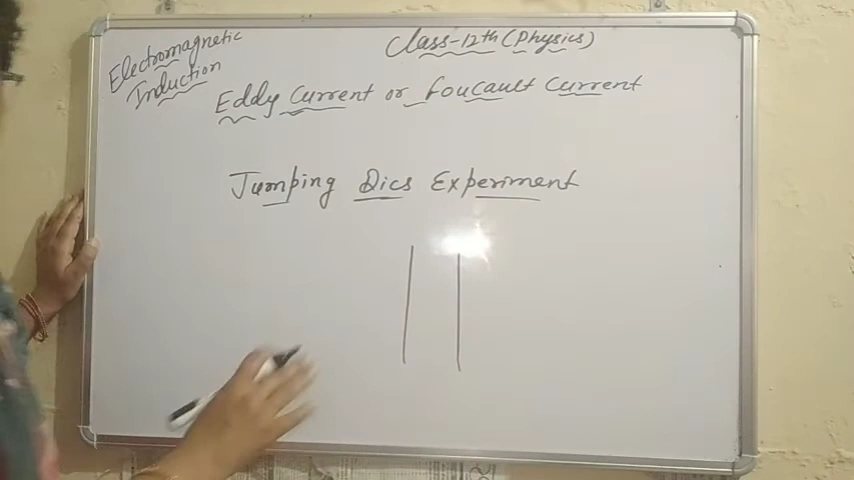 Electromagnetic
Induction
Class-12th (Physics)
Eddy Current or Foucault Current
Jumping Dics Experiment